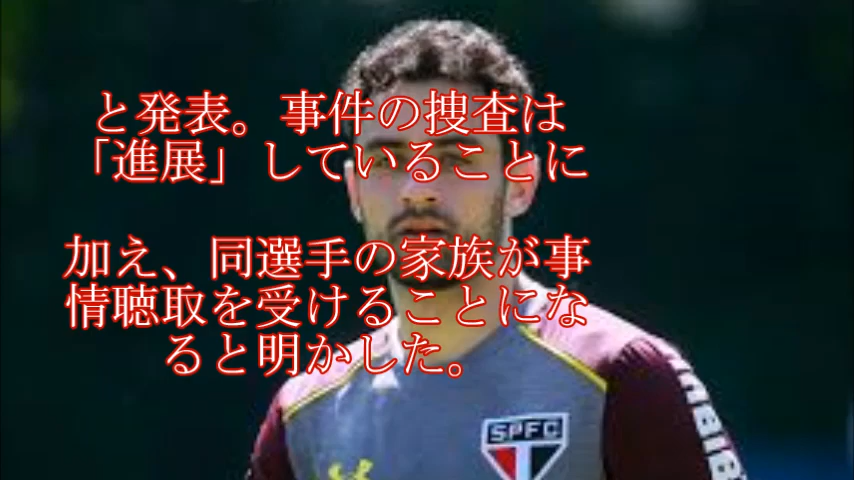 と発表。事件の捜査は
「進展」していることに
加え、同選手の家族が事
情聴取を受けることにな
ると明かした。
SPFC